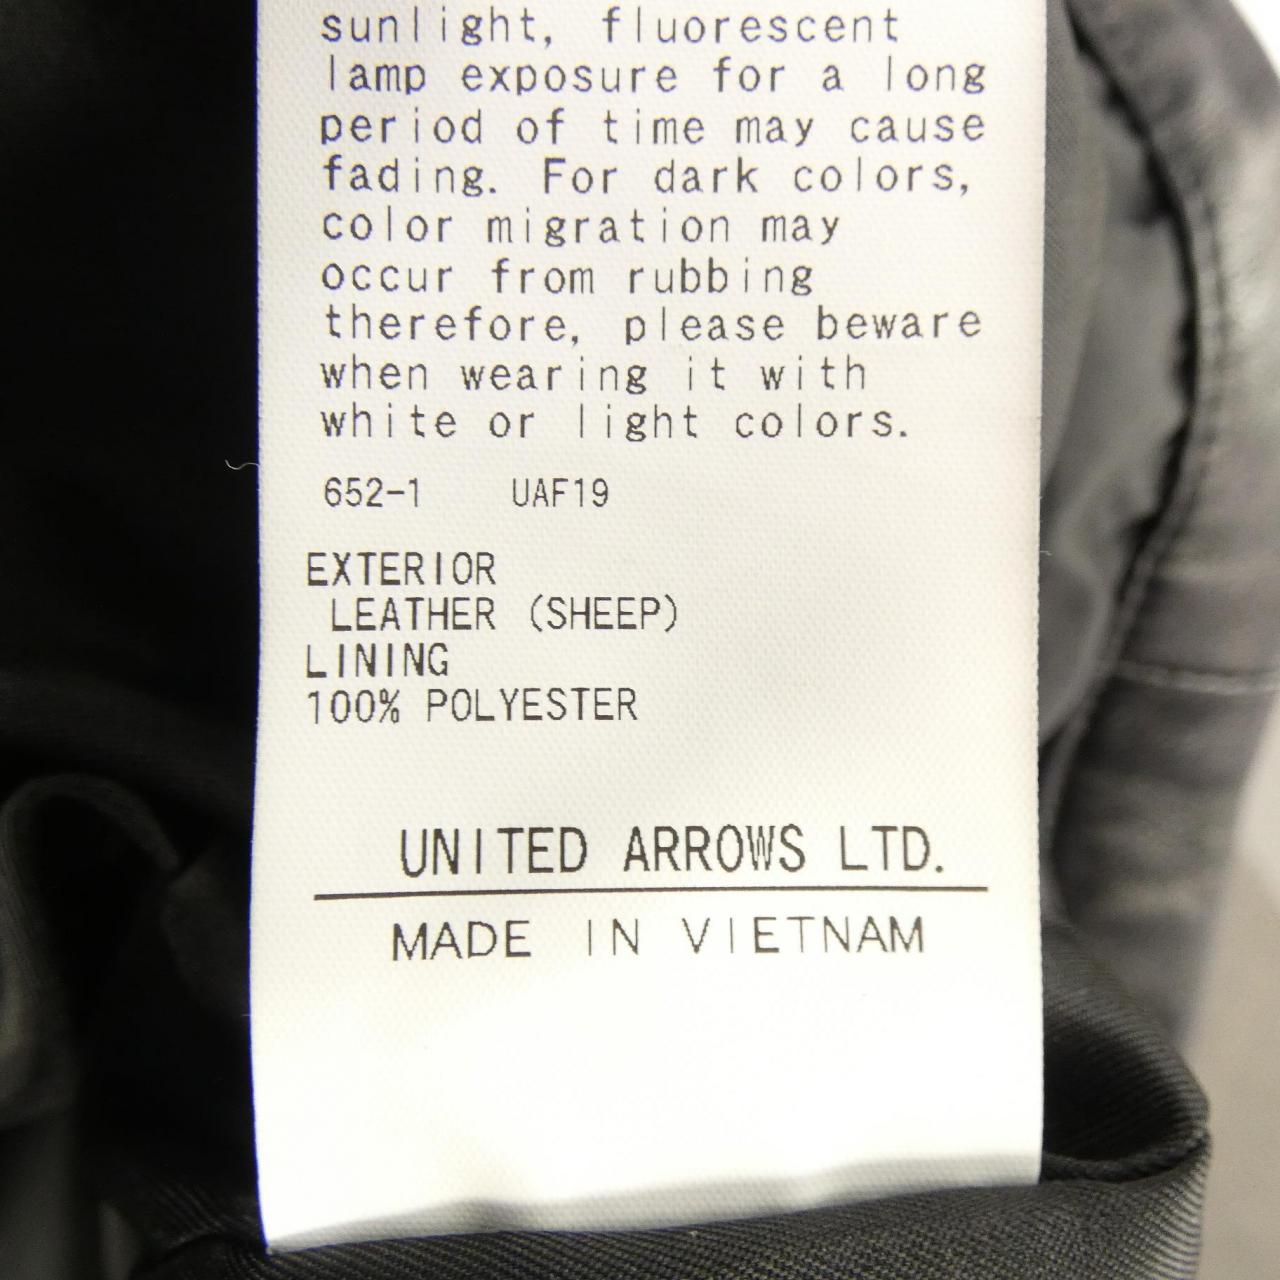 sunlight, fluorescent
lamp exposure for a long
period of time may cause
fading. For dark colors,
color migration may
occur from rubbing
therefore, please beware
when wearing it with
white or light colors.
652-1 UAF19
EXTERIOR
LEATHER (SHEEP)
LINING
100% POLYESTER
UNITED ARROWS LTD.
MADE IN VIETNAM